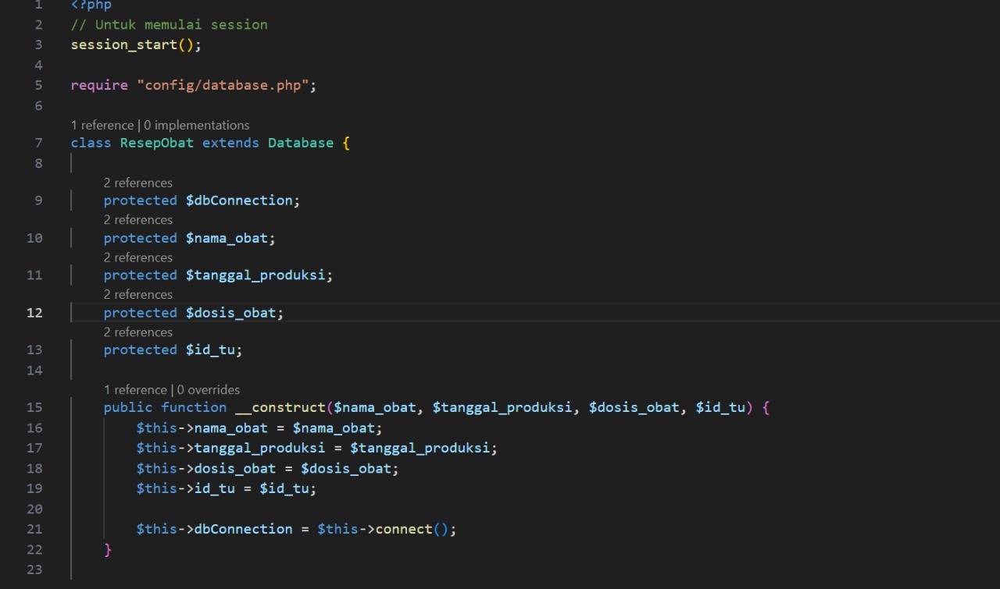 1 <?php
2 // Untuk memulai session
3 session_start();
4
5 require "config/database.php";
6
1 reference | 0 implementations
7 class ResepObat extends Database {
8
2 references
9 protected $dbConnection;
2 references
10 protected $nama_obat;
2 references
11 protected $tanggal_produksi;
2 references
12 protected $dosis_obat;
2 references
13 protected $id_tu;
14
1 reference | 0 overrides
15 public function __construct($nama_obat, $tanggal_produksi, $dosis_obat, $id_tu) {
16 $this->nama_obat = $nama_obat;
17 $this->tanggal_produksi = $tanggal_produksi;
18 $this->dosis_obat = $dosis_obat;
19 $this->id_tu = $id_tu;
20
21 $this->dbConnection = $this->connect();
22 }
23